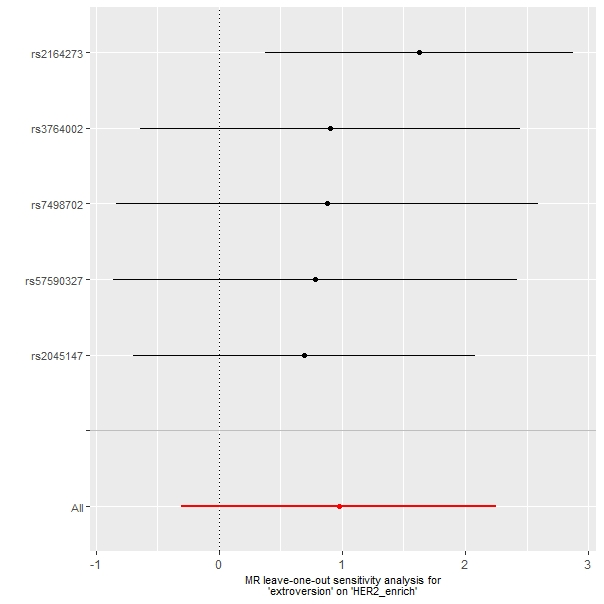 rs2164273
rs3764002
rs7498702
rs57590327
rs2045147
All
-1 0 1 2 3
MR leave-one-out sensitivity analysis for
'extroversion' on 'HER2_enrich'